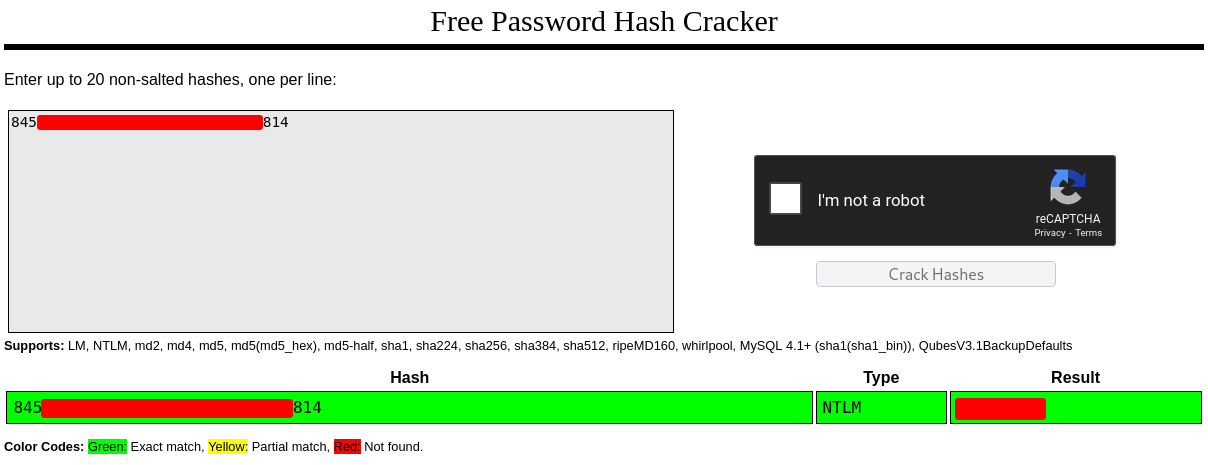 Free Password Hash Cracker
Enter up to 20 non-salted hashes, one per line:
845 814
I'm not a robot
reCAPTCHA
Privacy - Terms
Crack Hashes
Supports: LM, NTLM, md2, md4, md5, md5(md5_hex), md5-half, sha1, sha224, sha256, sha384, sha512, ripeMD160, whirlpool, MySQL 4.1+ (sha1(sha1_bin)), QubesV3.1BackupDefaults
Hash Type Result
845 814 NTLM
Color Codes: Green: Exact match, Yellow: Partial match, Red: Not found.